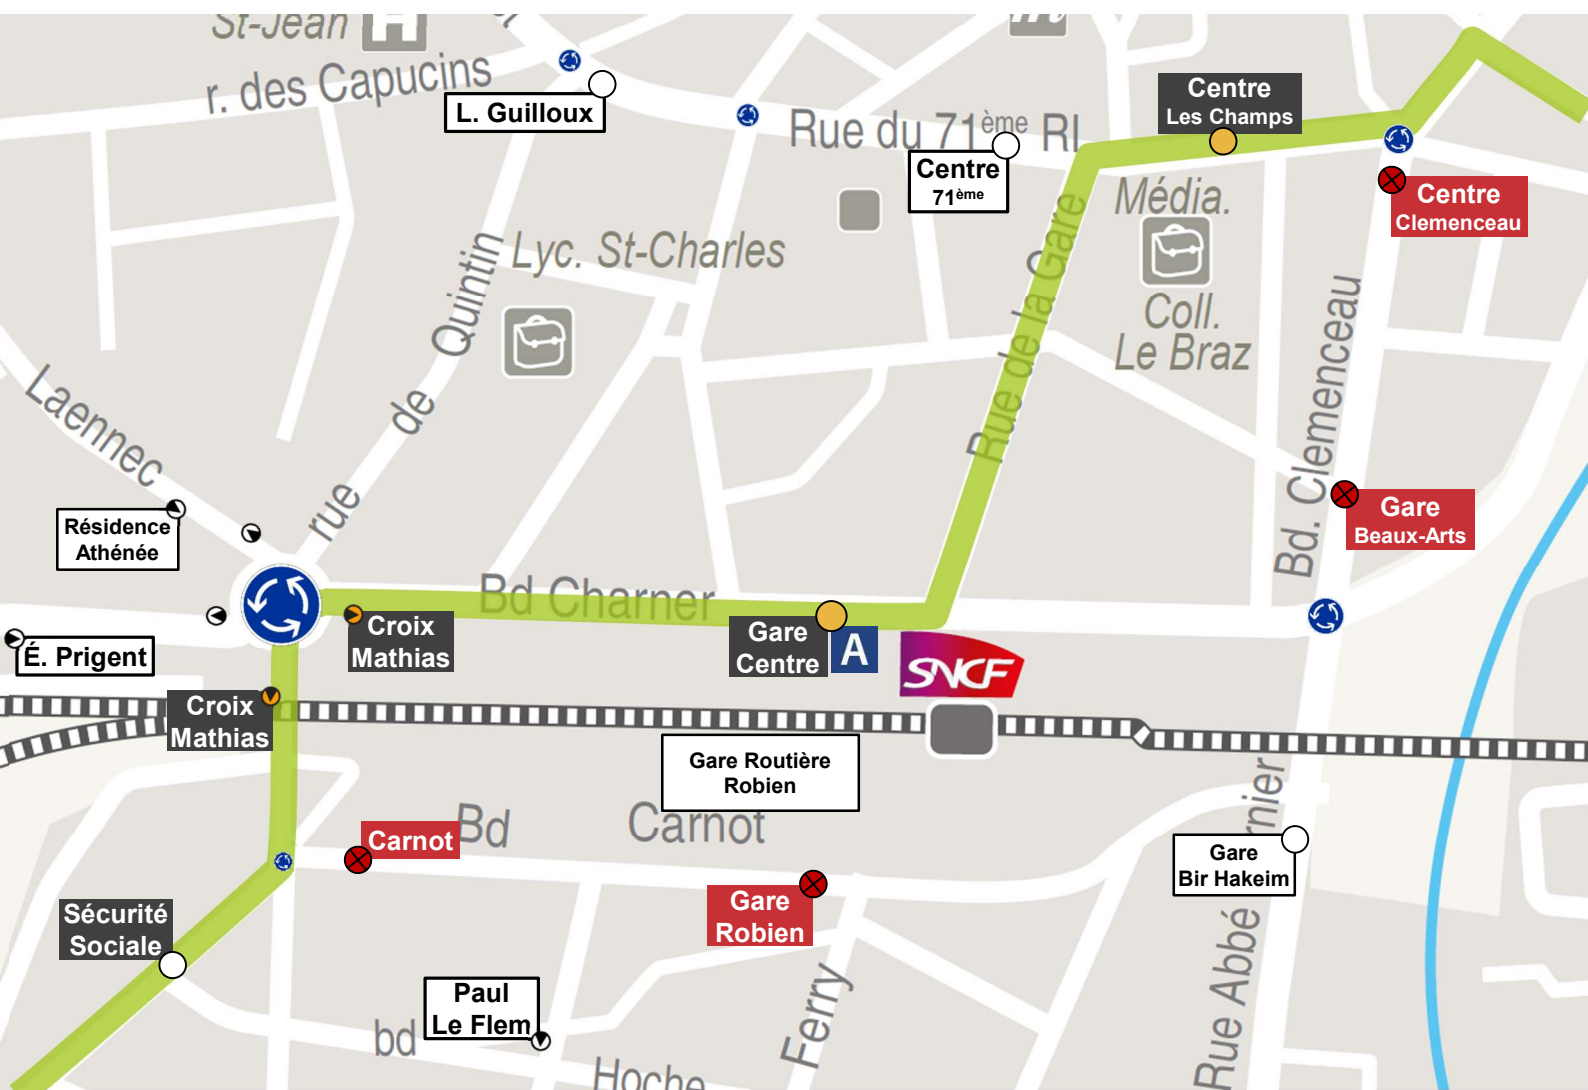 St-Jean
H
r. des Capucins
L. Guilloux
Rue du 71ème RI
Centre
71ème
Centre
Les Champs
Centre
Clemenceau
Média.
Coll.
Le Braz
Lyc. St-Charles
rue de Quintin
Rue de la Gare
Bd. Clemenceau
Laennec
Résidence
Athénée
Gare
Beaux-Arts
Bd Charner
Croix
Mathias
Gare
Centre
A
SNCF
É. Prigent
Croix
Mathias
Gare Routière
Robien
Bd Carnot
Carnot
Gare
Bir Hakeim
Gare
Robien
Sécurité
Sociale
Paul
Le Flem
bd Hoche
Ferry
Rue Abbé
rnier